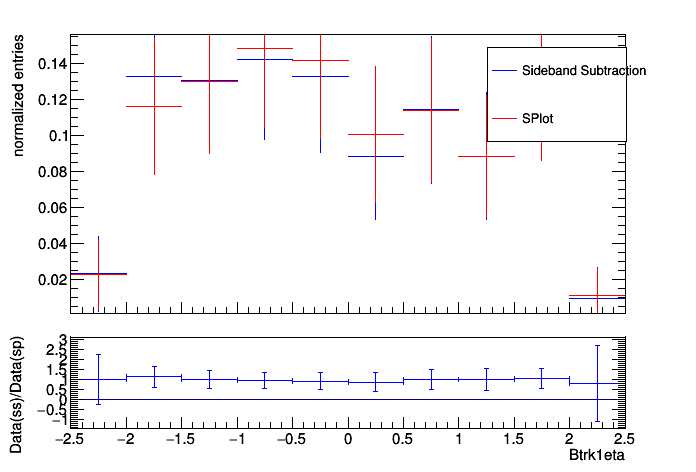 normalized entries
0.14
0.12
0.1
0.08
0.06
0.04
0.02
Sideband Subtraction
SPlot
Data(ss)/Data(sp)
3
2.5
2
1.5
1
0.5
0
−0.5
−1
−2.5 −2 −1.5 −1 −0.5 0 0.5 1 1.5 2 2.5
Btrk1eta